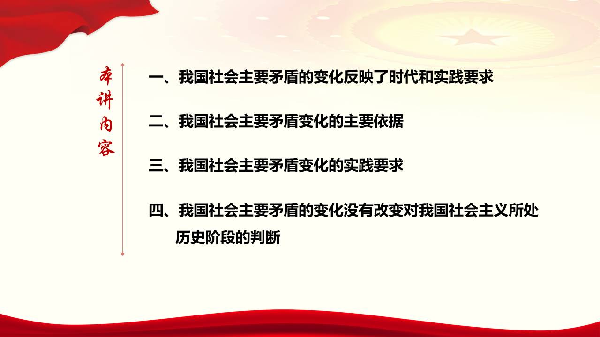 本讲内容
一、我国社会主要矛盾的变化反映了时代和实践要求
二、我国社会主要矛盾变化的主要依据
三、我国社会主要矛盾变化的实践要求
四、我国社会主要矛盾的变化没有改变对我国社会主义所处
历史阶段的判断